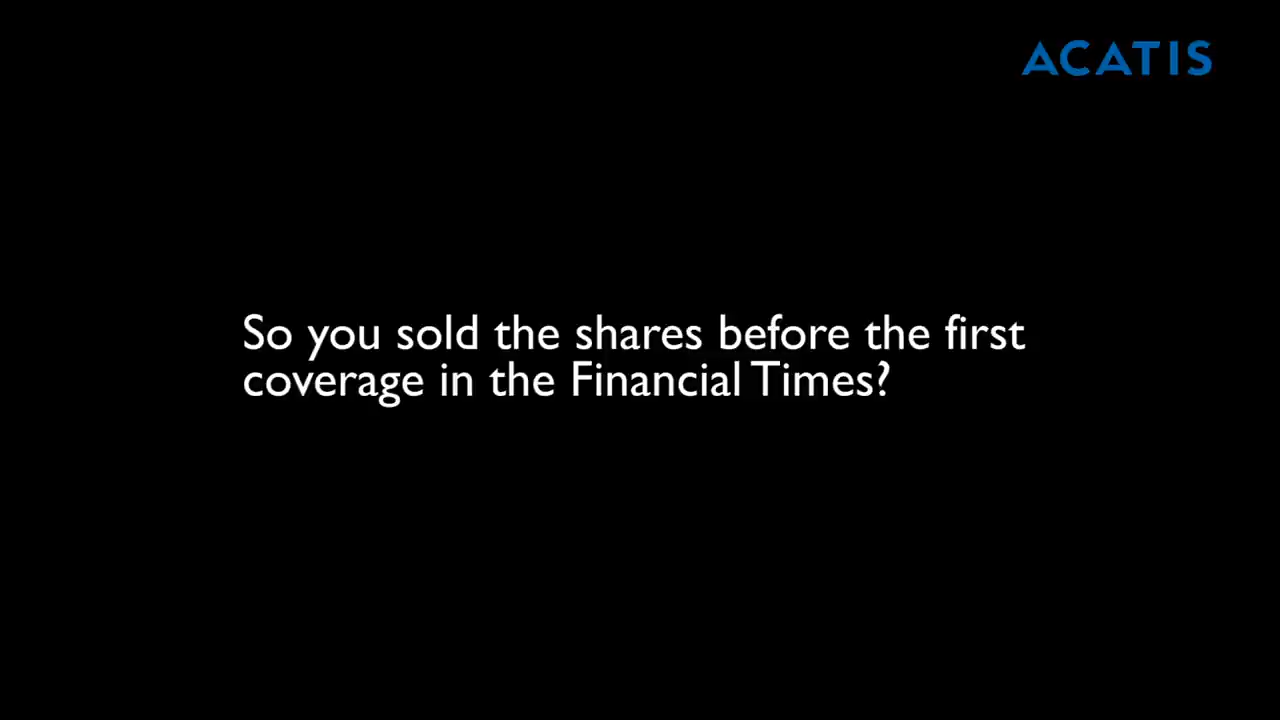 ACATIS
So you sold the shares before the first
coverage in the Financial Times?